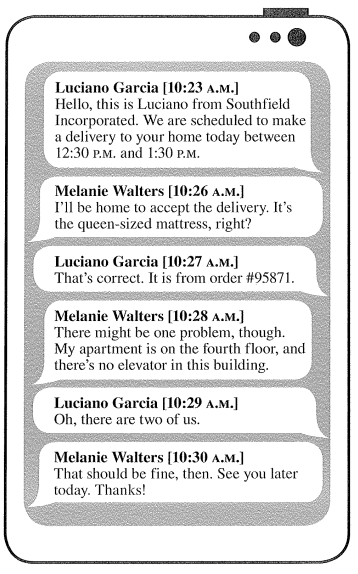 Luciano Garcia [10:23 A.M.]
Hello, this is Luciano from Southfield
Incorporated. We are scheduled to make
a delivery to your home today between
12:30 P.M. and 1:30 P.M.
Melanie Walters [10:26 A.M.]
I'll be home to accept the delivery. It's
the queen-sized mattress, right?
Luciano Garcia [10:27 A.M.]
That's correct. It is from order #95871.
Melanie Walters [10:28 A.M.]
There might be one problem, though.
My apartment is on the fourth floor, and
there's no elevator in this building.
Luciano Garcia [10:29 A.M.]
Oh, there are two of us.
Melanie Walters [10:30 A.M.]
That should be fine, then. See you later
today. Thanks!